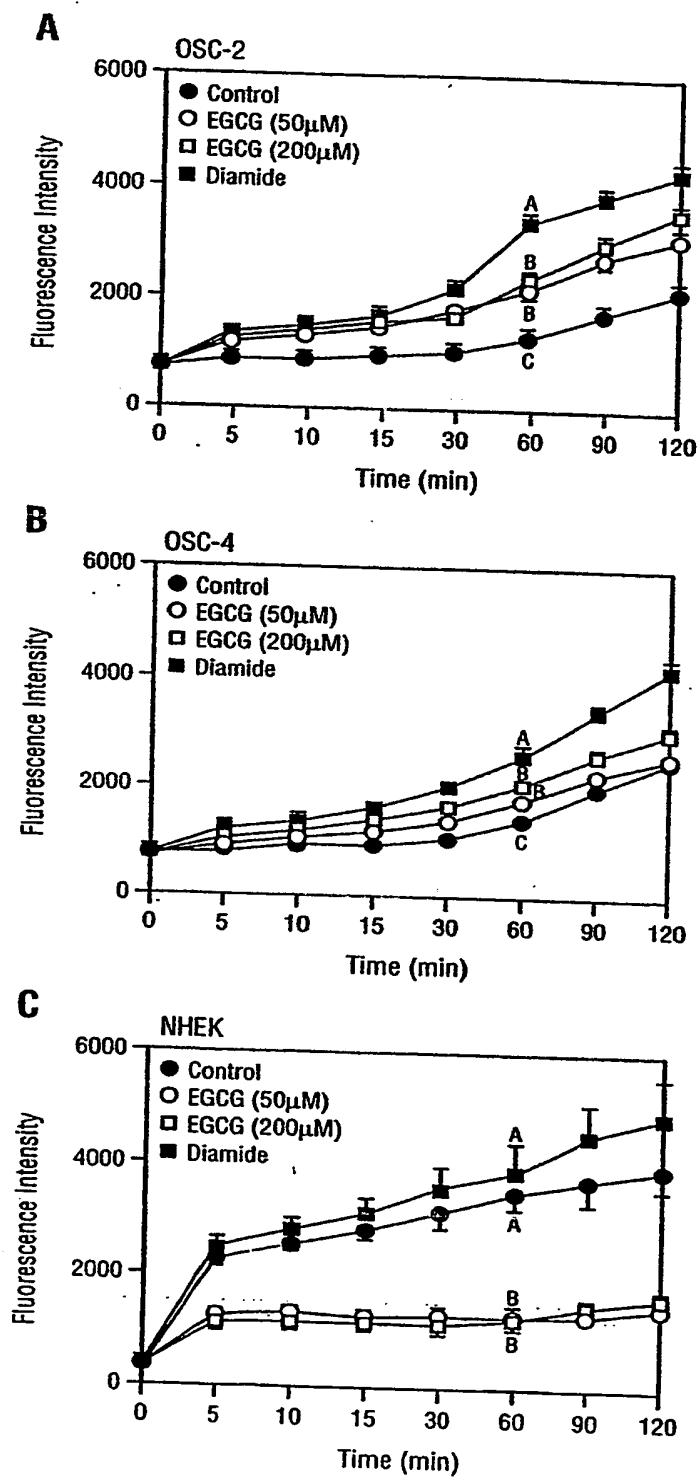 A
OSC-2
6000
4000
2000
0
Fluorescence Intensity
Control
EGCG (50μM)
EGCG (200μM)
Diamide
A
B
B
C
0 5 10 15 30 60 90 120
Time (min)
B
OSC-4
6000
4000
2000
0
Fluorescence Intensity
Control
EGCG (50μM)
EGCG (200μM)
Diamide
A
B
B
C
0 5 10 15 30 60 90 120
Time (min)
C
NHEK
6000
4000
2000
0
Fluorescence Intensity
Control
EGCG (50μM)
EGCG (200μM)
Diamide
A
A
B
B
0 5 10 15 30 60 90 120
Time (min)